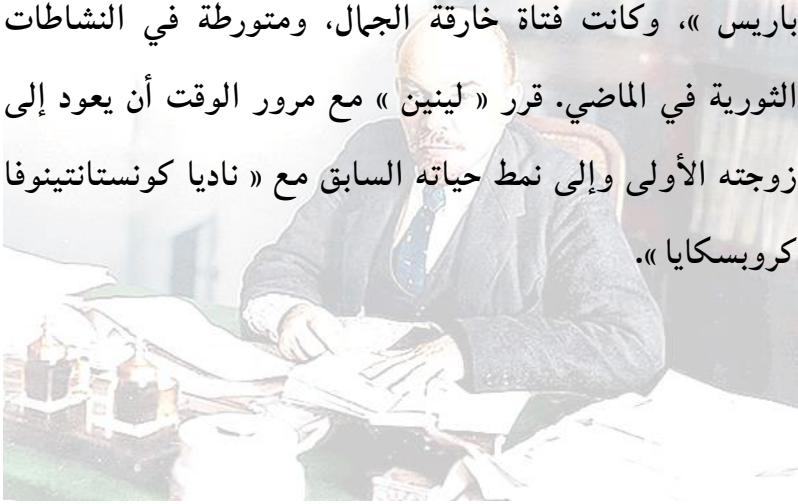 باريس »، وكانت فتاة خارقة الجمال، ومتورطة في النشاطات
الثورية في الماضي. قرر « لينين » مع مرور الوقت أن يعود إلى
زوجته الأولى وإلى نمط حياته السابق مع « ناديا كونستانتينوفا
كروبسكايا ».